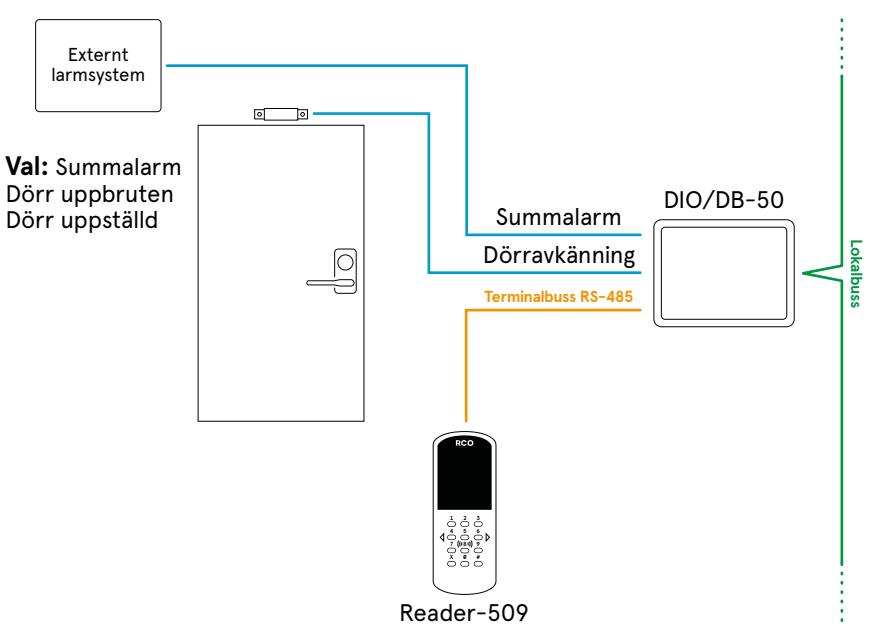 Externt
larmsystem
Val: Summalarm
Dörr uppbruten
Dörr uppställd
DIO/DB-50
Summalarm
Dörravkänning
Terminalbuss RS-485
Lokalbuss
RCO
1 2 3
4 5 6
7 8 9
X 0 #
Reader-509